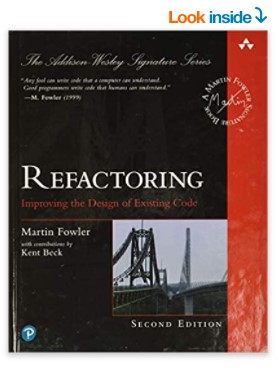 Look inside
The Addison-Wesley Signature Series
"Any fool can write code that a computer can understand.
Good programmers write code that humans can understand."
—M. Fowler (1999)
A MARTIN FOWLER SIGNATURE BOOK
Martin
REFACTORING
Improving the Design of Existing Code
Martin Fowler
with contributions by
Kent Beck
SECOND EDITION
P